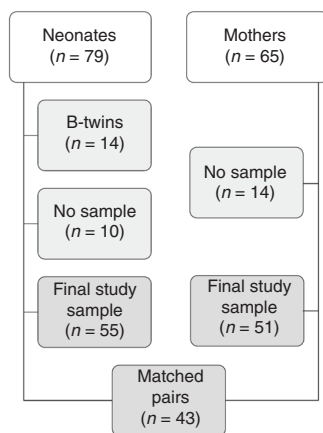 Neonates
(n = 79)
Mothers
(n = 65)
B-twins
(n = 14)
No sample
(n = 14)
No sample
(n = 10)
Final study
sample
(n = 55)
Final study
sample
(n = 51)
Matched
pairs
(n = 43)